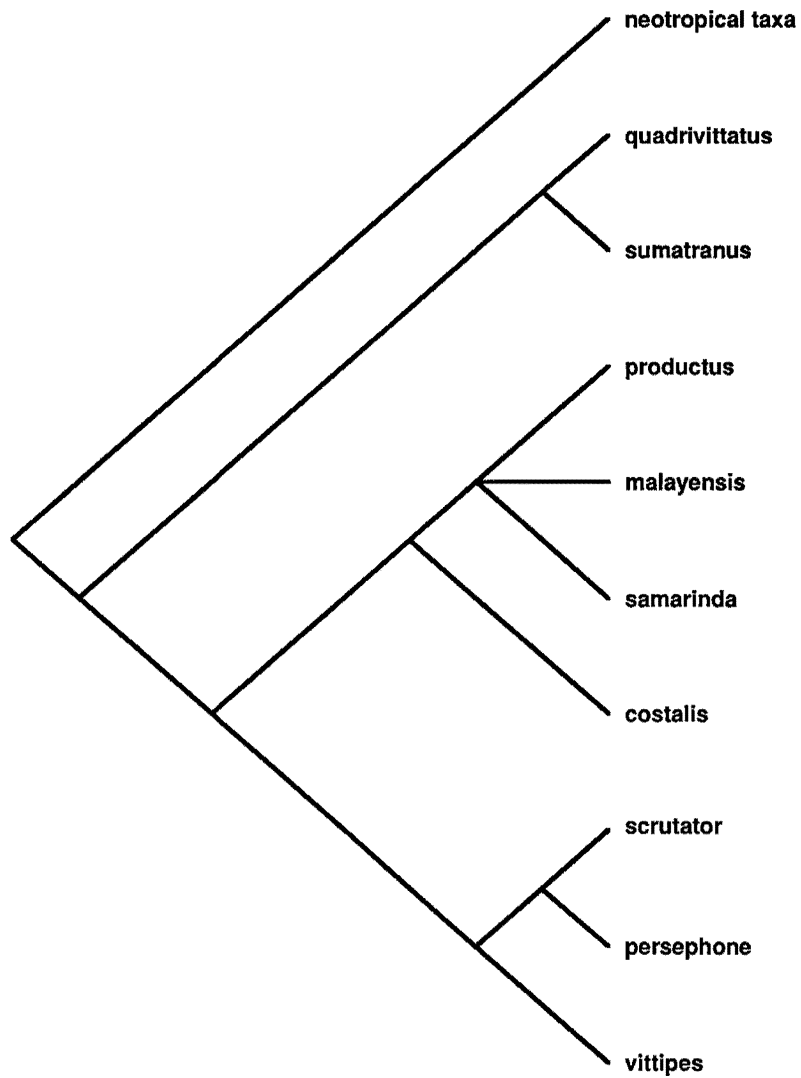 neotropical taxa
quadrivittatus
sumatranus
productus
malayensis
samarinda
costalis
scrutator
persephone
vittipes